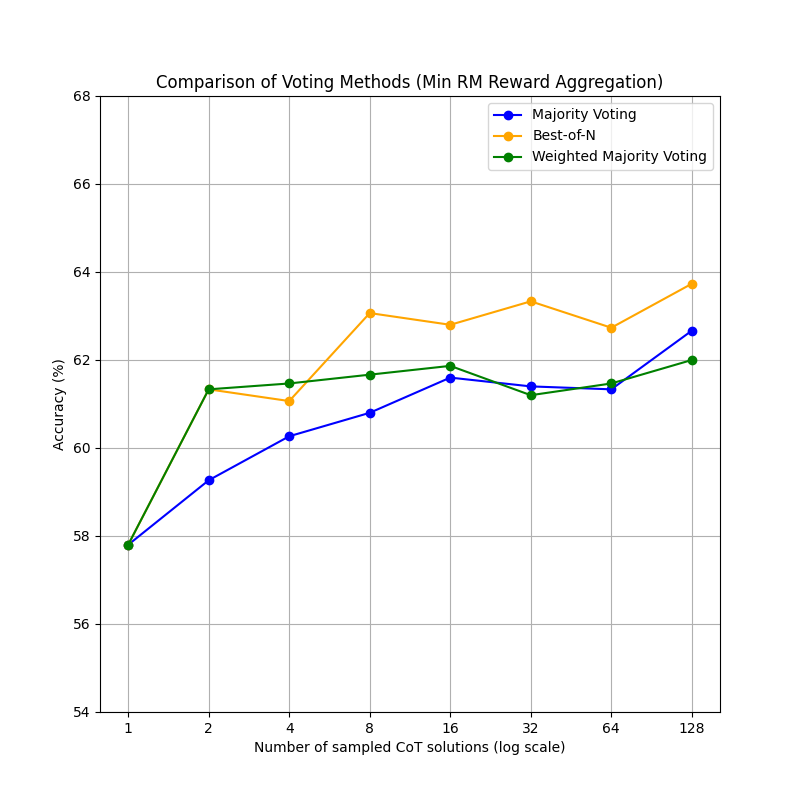 Comparison of Voting Methods (Min RM Reward Aggregation)
Majority Voting
Best-of-N
Weighted Majority Voting
68
66
64
62
60
58
56
54
Accuracy (%)
1 2 4 8 16 32 64 128
Number of sampled CoT solutions (log scale)